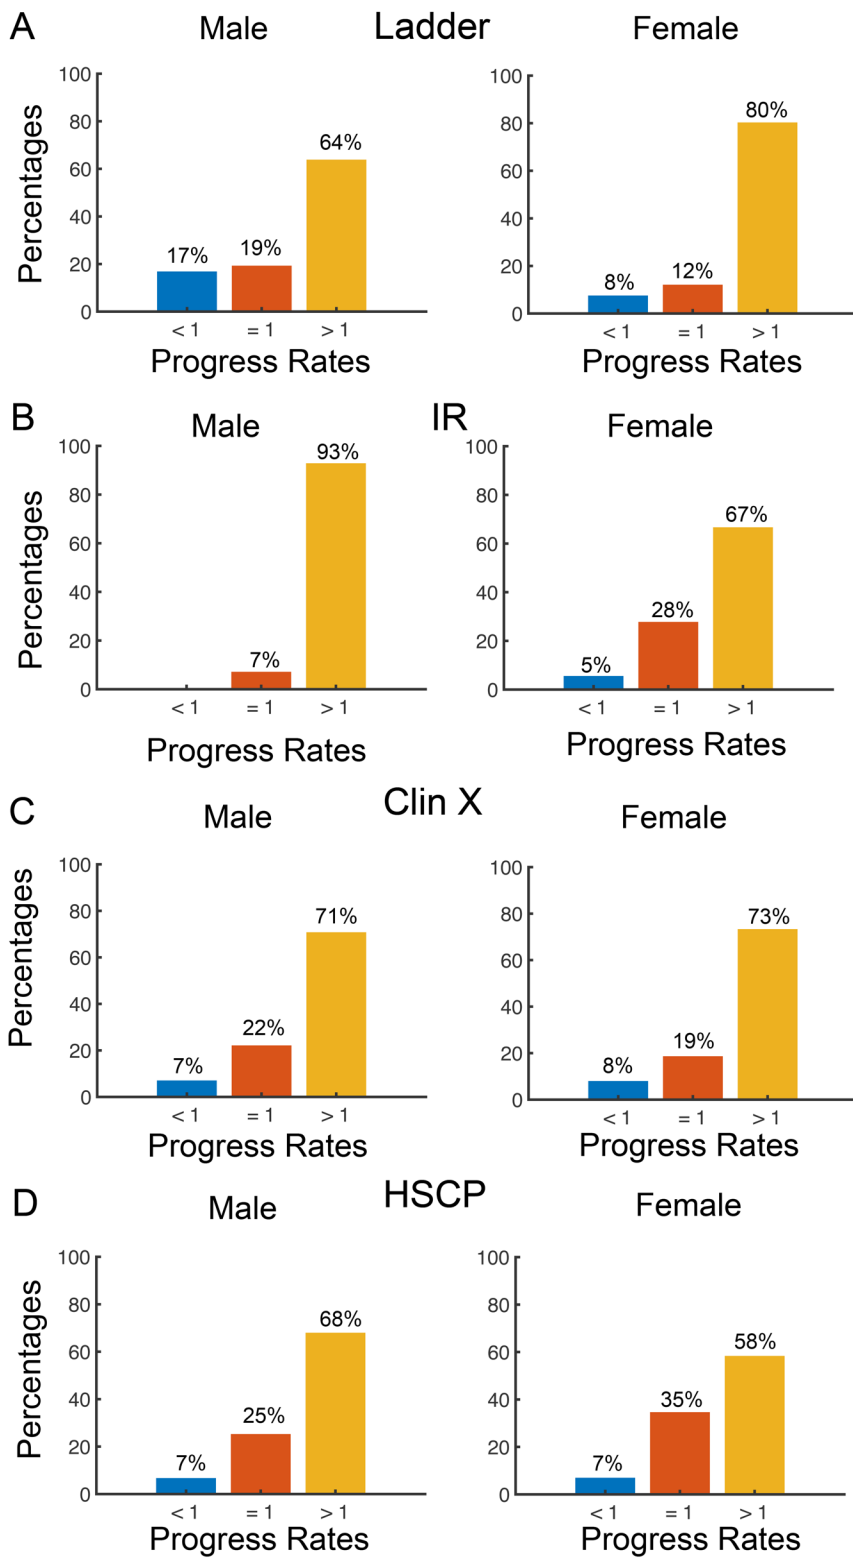 A Male Ladder Female
Percentages
100 100
80 80
60 60
40 40
20 20
0 0
17% 19% 64%
8% 12% 80%
< 1 = 1 > 1 < 1 = 1 > 1
Progress Rates Progress Rates
B Male IR Female
Percentages
100 100
80 80
60 60
40 40
20 20
0 0
7% 93%
5% 28% 67%
< 1 = 1 > 1 < 1 = 1 > 1
Progress Rates Progress Rates
C Male Clin X Female
Percentages
100 100
80 80
60 60
40 40
20 20
0 0
7% 22% 71%
8% 19% 73%
< 1 = 1 > 1 < 1 = 1 > 1
Progress Rates Progress Rates
D Male HSCP Female
Percentages
100 100
80 80
60 60
40 40
20 20
0 0
7% 25% 68%
7% 35% 58%
< 1 = 1 > 1 < 1 = 1 > 1
Progress Rates Progress Rates